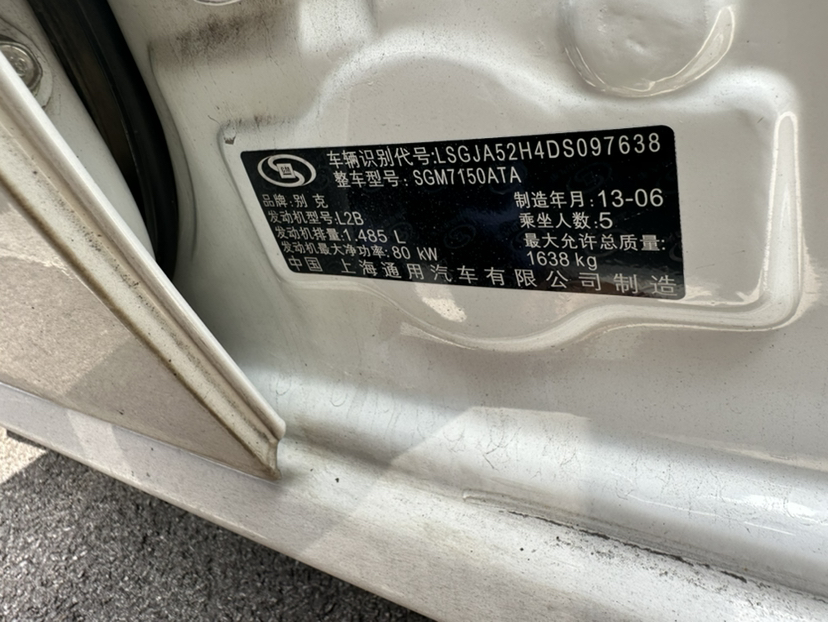 车辆识别代号:LSGJA52H4DS097638
整车型号: SGM7150ATA
品牌:别克
制造年月:13-06
发动机型号:L2B
乘坐人数:5
发动机排量:1.485 L
最大允许总质量:
发动机最大净功率:80 kW
1638 kg
中国 上海通用汽车有限公司制造